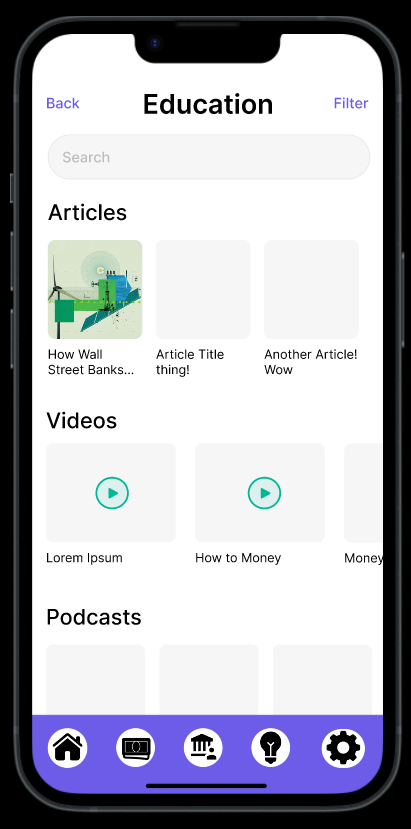 Back Education Filter
Search
Articles
How Wall Street Banks...
Article Title thing!
Another Article! Wow
Videos
Lorem Ipsum
How to Money
Money
Podcasts